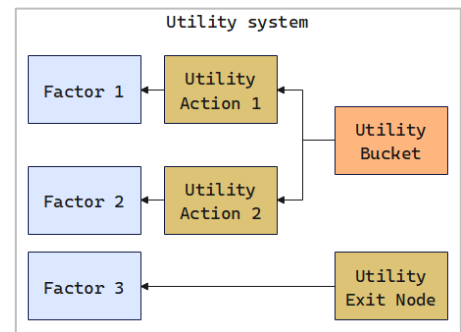 Utility system
Factor 1
Utility
Action 1
Utility
Bucket
Factor 2
Utility
Action 2
Factor 3
Utility
Exit Node